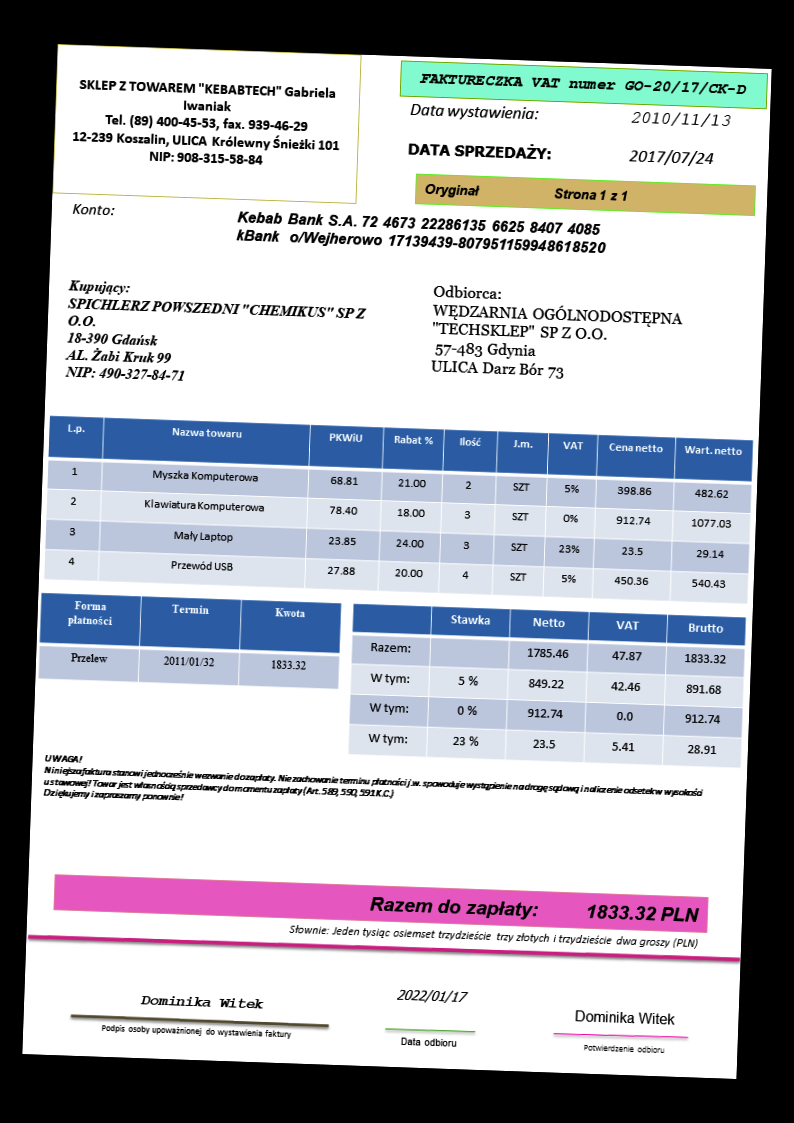 SKLEP Z TOWAREM "KEBABTECH" Gabriela
Iwaniak
Tel. (89) 400-45-53, fax. 939-46-29
12-239 Koszalin, ULICA Królewny Śnieżki 101
NIP: 908-315-58-84
FAKTURECZKA VAT numer GO-20/17/CK-D
Data wystawienia: 2010/11/13
DATA SPRZEDAŻY: 2017/07/24
Oryginał Strona 1 z 1
Konto:
Kebab Bank S.A. 72 4673 22286135 6625 8407 4085
kBank o/Wejherowo 17139439-807951159948618520
Kupujący:
SPICHLERZ POWSZEDNI "CHEMIKUS" SP Z
O.O.
18-390 Gdańsk
AL. Żabi Kruk 99
NIP: 490-327-84-71
Odbiorca:
WĘDZARNIA OGÓLNODOSTĘPNA
"TECHSKLEP" SP Z O.O.
57-483 Gdynia
ULICA Darz Bór 73
L.p. Nazwa towaru PKWiU Rabat % Ilość J.m. VAT Cena netto Wart. netto
1 Myszka Komputerowa 68.81 21.00 2 SZT 5% 398.86 482.62
2 Klawiatura Komputerowa 78.40 18.00 3 SZT 0% 912.74 1077.03
3 Mały Laptop 23.85 24.00 3 SZT 23% 23.5 29.14
4 Przewód USB 27.88 20.00 4 SZT 5% 450.36 540.43
Forma płatności Termin Kwota
Przelew 2011/01/32 1833.32
Stawka Netto VAT Brutto
Razem: 1785.46 47.87 1833.32
W tym: 5 % 849.22 42.46 891.68
W tym: 0 % 912.74 0.0 912.74
W tym: 23 % 23.5 5.41 28.91
UWAGA!
Niniejsza faktura stanowi jednocześnie wezwanie do zapłaty. Nie zachowanie terminu płatności j.w. spowoduje wystąpienie na drogę sądową i naliczenie odsetek w wysokości
ustawowej! Towar jest własnością sprzedawcy do momentu zapłaty (Art. 589, 590, 591 K.C.)
Dziękujemy i zapraszamy ponownie!
Razem do zapłaty: 1833.32 PLN
Słownie: Jeden tysiąc osiemset trzydzieście trzy złotych i trzydzieście dwa groszy (PLN)
Dominika Witek
Podpis osoby upoważnionej do wystawienia faktury
2022/01/17
Data odbioru
Dominika Witek
Potwierdzenie odbioru